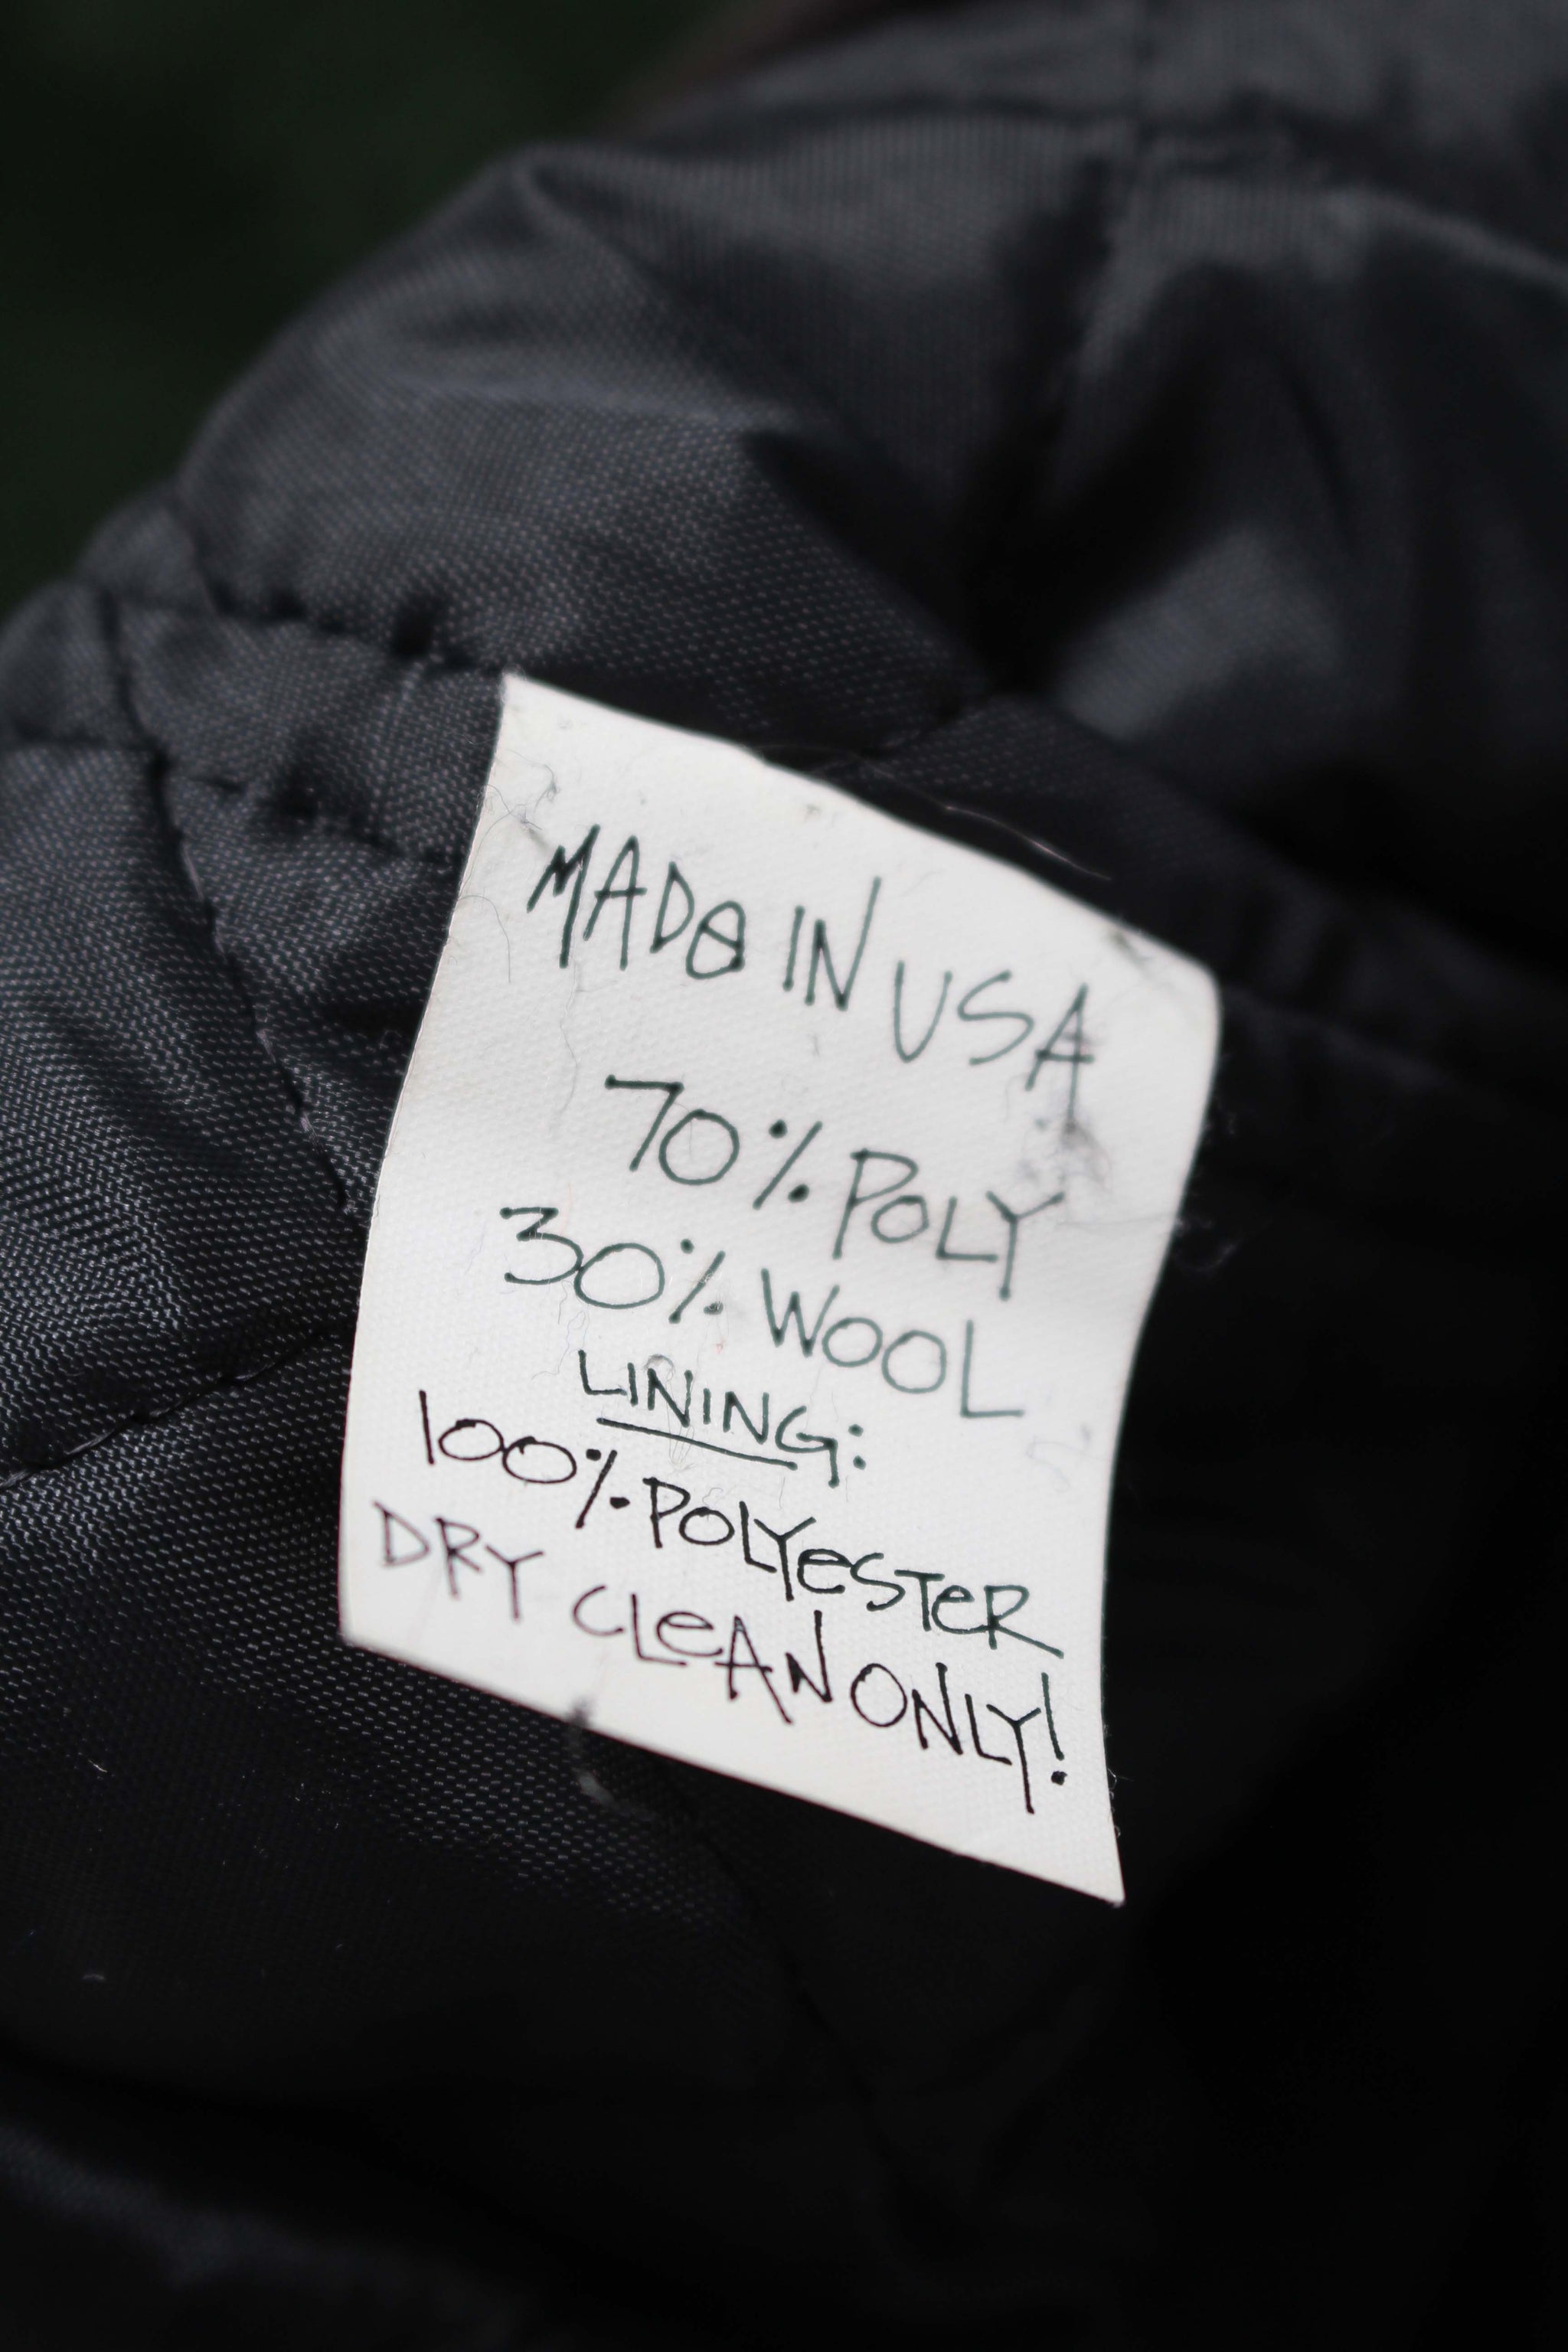 MADE IN USA
70% POLY
30% WOOL
LINING:
100% POLYeSTeR
DRY CLeAN ONLY!